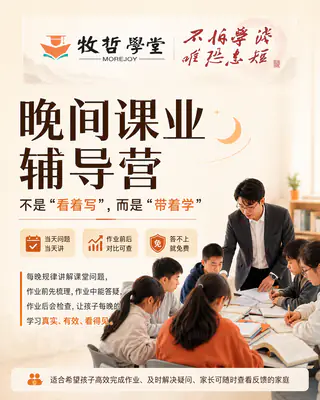 牧哲學堂
MOREJOY
不怕學淺
唯恐志短
晚间课业
辅导营
不是“看着写”，而是“带着学”
当天问题
当天讲
作业前后
对比可查
免
答不上
就免费
每晚规律讲解课堂问题，
作业前先梳理，作业中能答疑，
作业后会检查，让孩子每晚的
学习真实、有效、看得见
适合希望孩子高效完成作业、及时解决疑问、家长可随时查看反馈的家庭